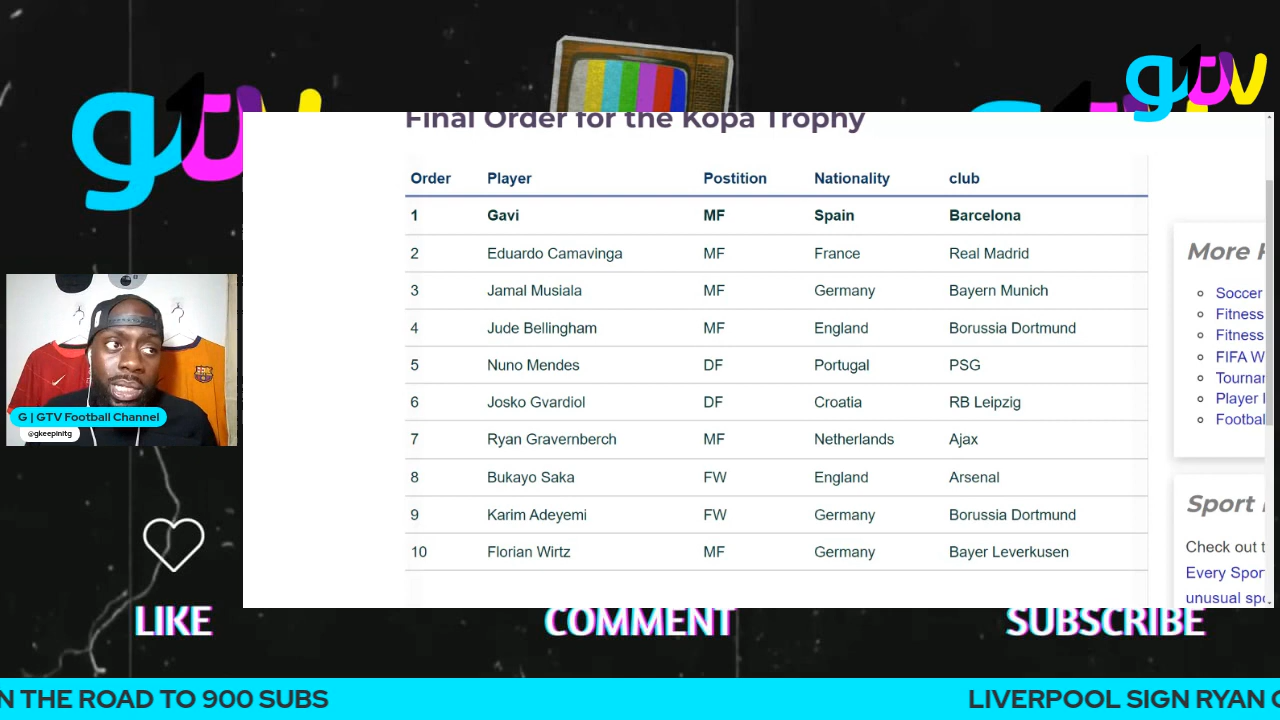 gtv
gtv
Final Order for the Kopa Trophy
Order Player Postition Nationality club
1 Gavi MF Spain Barcelona
2 Eduardo Camavinga MF France Real Madrid
3 Jamal Musiala MF Germany Bayern Munich
4 Jude Bellingham MF England Borussia Dortmund
5 Nuno Mendes DF Portugal PSG
6 Josko Gvardiol DF Croatia RB Leipzig
7 Ryan Gravernberch MF Netherlands Ajax
8 Bukayo Saka FW England Arsenal
9 Karim Adeyemi FW Germany Borussia Dortmund
10 Florian Wirtz MF Germany Bayer Leverkusen
More
Soccer
Fitness
Fitness
FIFA W
Tournar
Player
Footbal
Sport
Check out t
Every Spor
unusual spo
G | GTV Football Channel
@gkeepinitg
LIKE
COMMENT
SUBSCRIBE
N THE ROAD TO 900 SUBS
LIVERPOOL SIGN RYAN